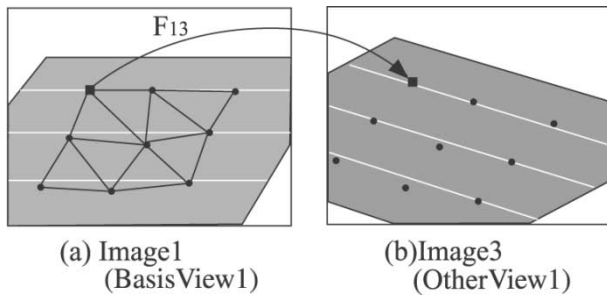 F13
(a) Image1
(BasisView1)
(b)Image3
(OtherView1)